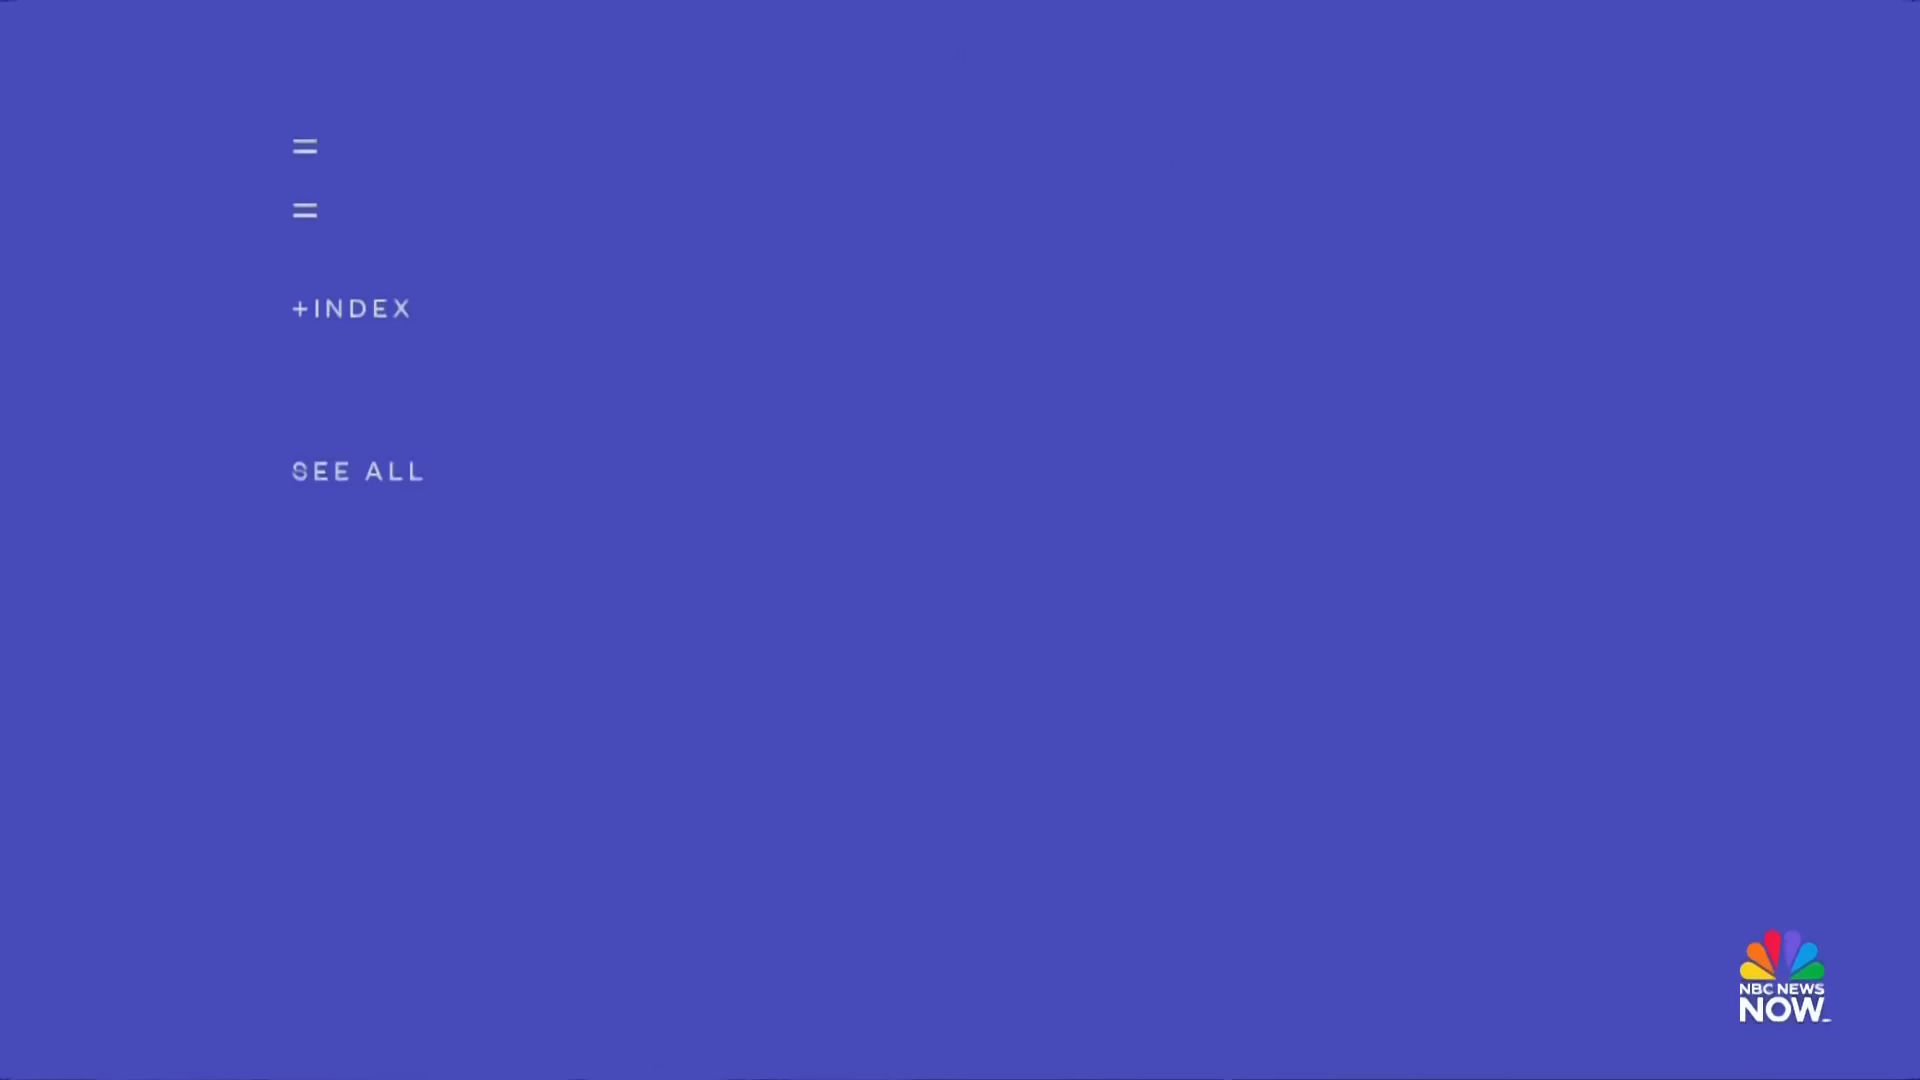 =
=
+INDEX
SEE ALL
NBC NEWS
NOW